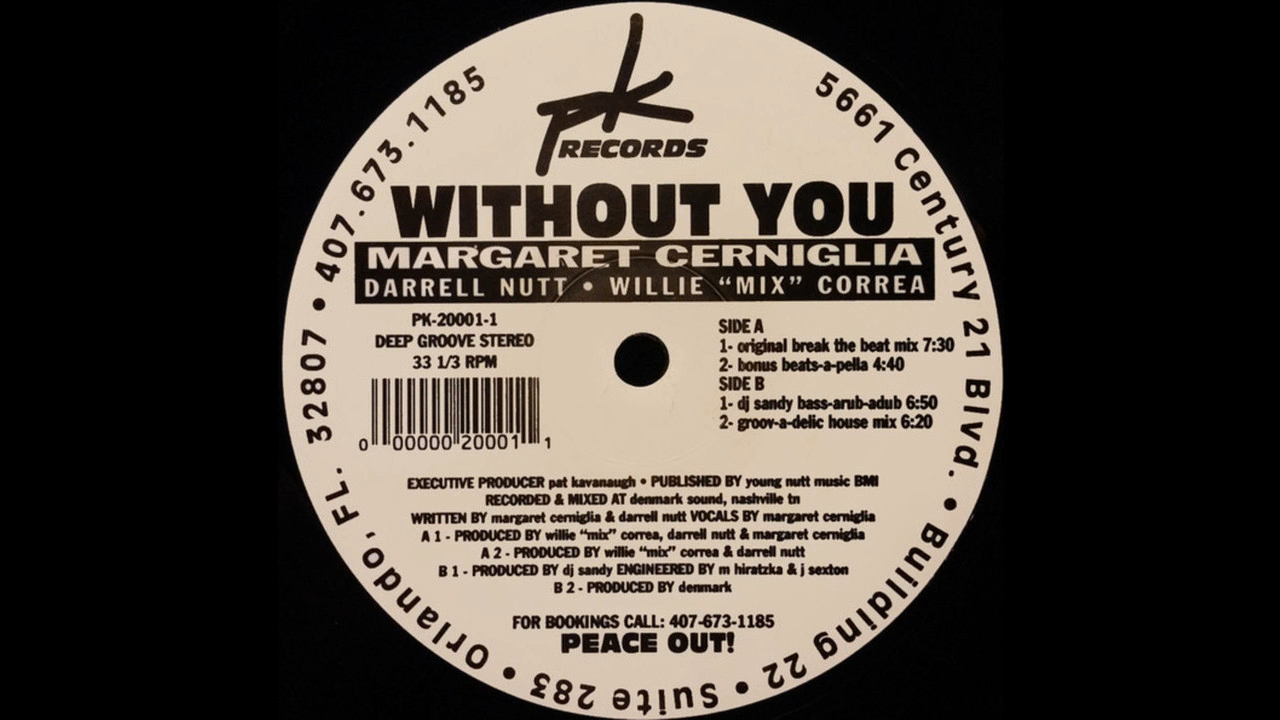 pk
RECORDS
407.673.1185
5661 Century 21 Blvd. • Building 22 • Suite 283 • Orlando, FL. 32807 •
WITHOUT YOU
MARGARET CERNIGLIA
DARRELL NUTT • WILLIE “MIX” CORREA
PK-20001-1
DEEP GROOVE STEREO
33 1/3 RPM
0 00000 20001 1
SIDE A
1- original break the beat mix 7:30
2- bonus beats-a-pella 4:40
SIDE B
1- dj sandy bass-arub-adub 6:50
2- groov-a-delic house mix 6:20
EXECUTIVE PRODUCER pat kavanaugh • PUBLISHED BY young nutt music BMI
RECORDED & MIXED AT denmark sound, nashville tn
WRITTEN BY margaret cerniglia & darrell nutt VOCALS BY margaret cerniglia
A 1 - PRODUCED BY willie “mix” correa, darrell nutt & margaret cerniglia
A 2 - PRODUCED BY willie “mix” correa & darrell nutt
B 1 - PRODUCED BY dj sandy ENGINEERED BY m hiratzka & j sexton
B 2 - PRODUCED BY denmark
FOR BOOKINGS CALL: 407-673-1185
PEACE OUT!